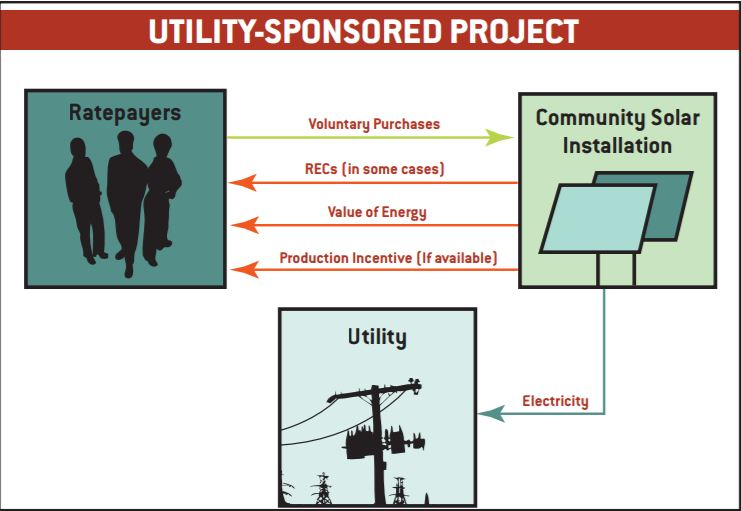 UTILITY-SPONSORED PROJECT
Ratepayers
Voluntary Purchases
RECs (in some cases)
Value of Energy
Production Incentive (If available)
Community Solar
Installation
Utility
Electricity